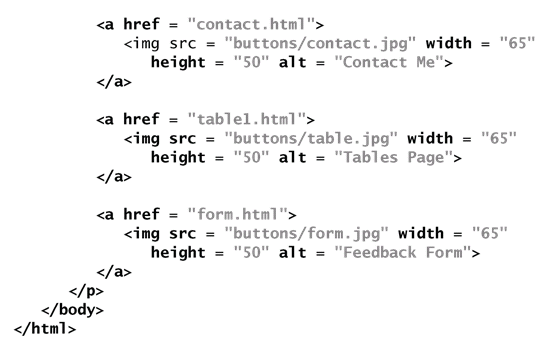 <a href = "contact.html">
<img src = "buttons/contact.jpg" width = "65"
height = "50" alt = "Contact Me">
</a>
<a href = "table1.html">
<img src = "buttons/table.jpg" width = "65"
height = "50" alt = "Tables Page">
</a>
<a href = "form.html">
<img src = "buttons/form.jpg" width = "65"
height = "50" alt = "Feedback Form">
</a>
</p>
</body>
</html>